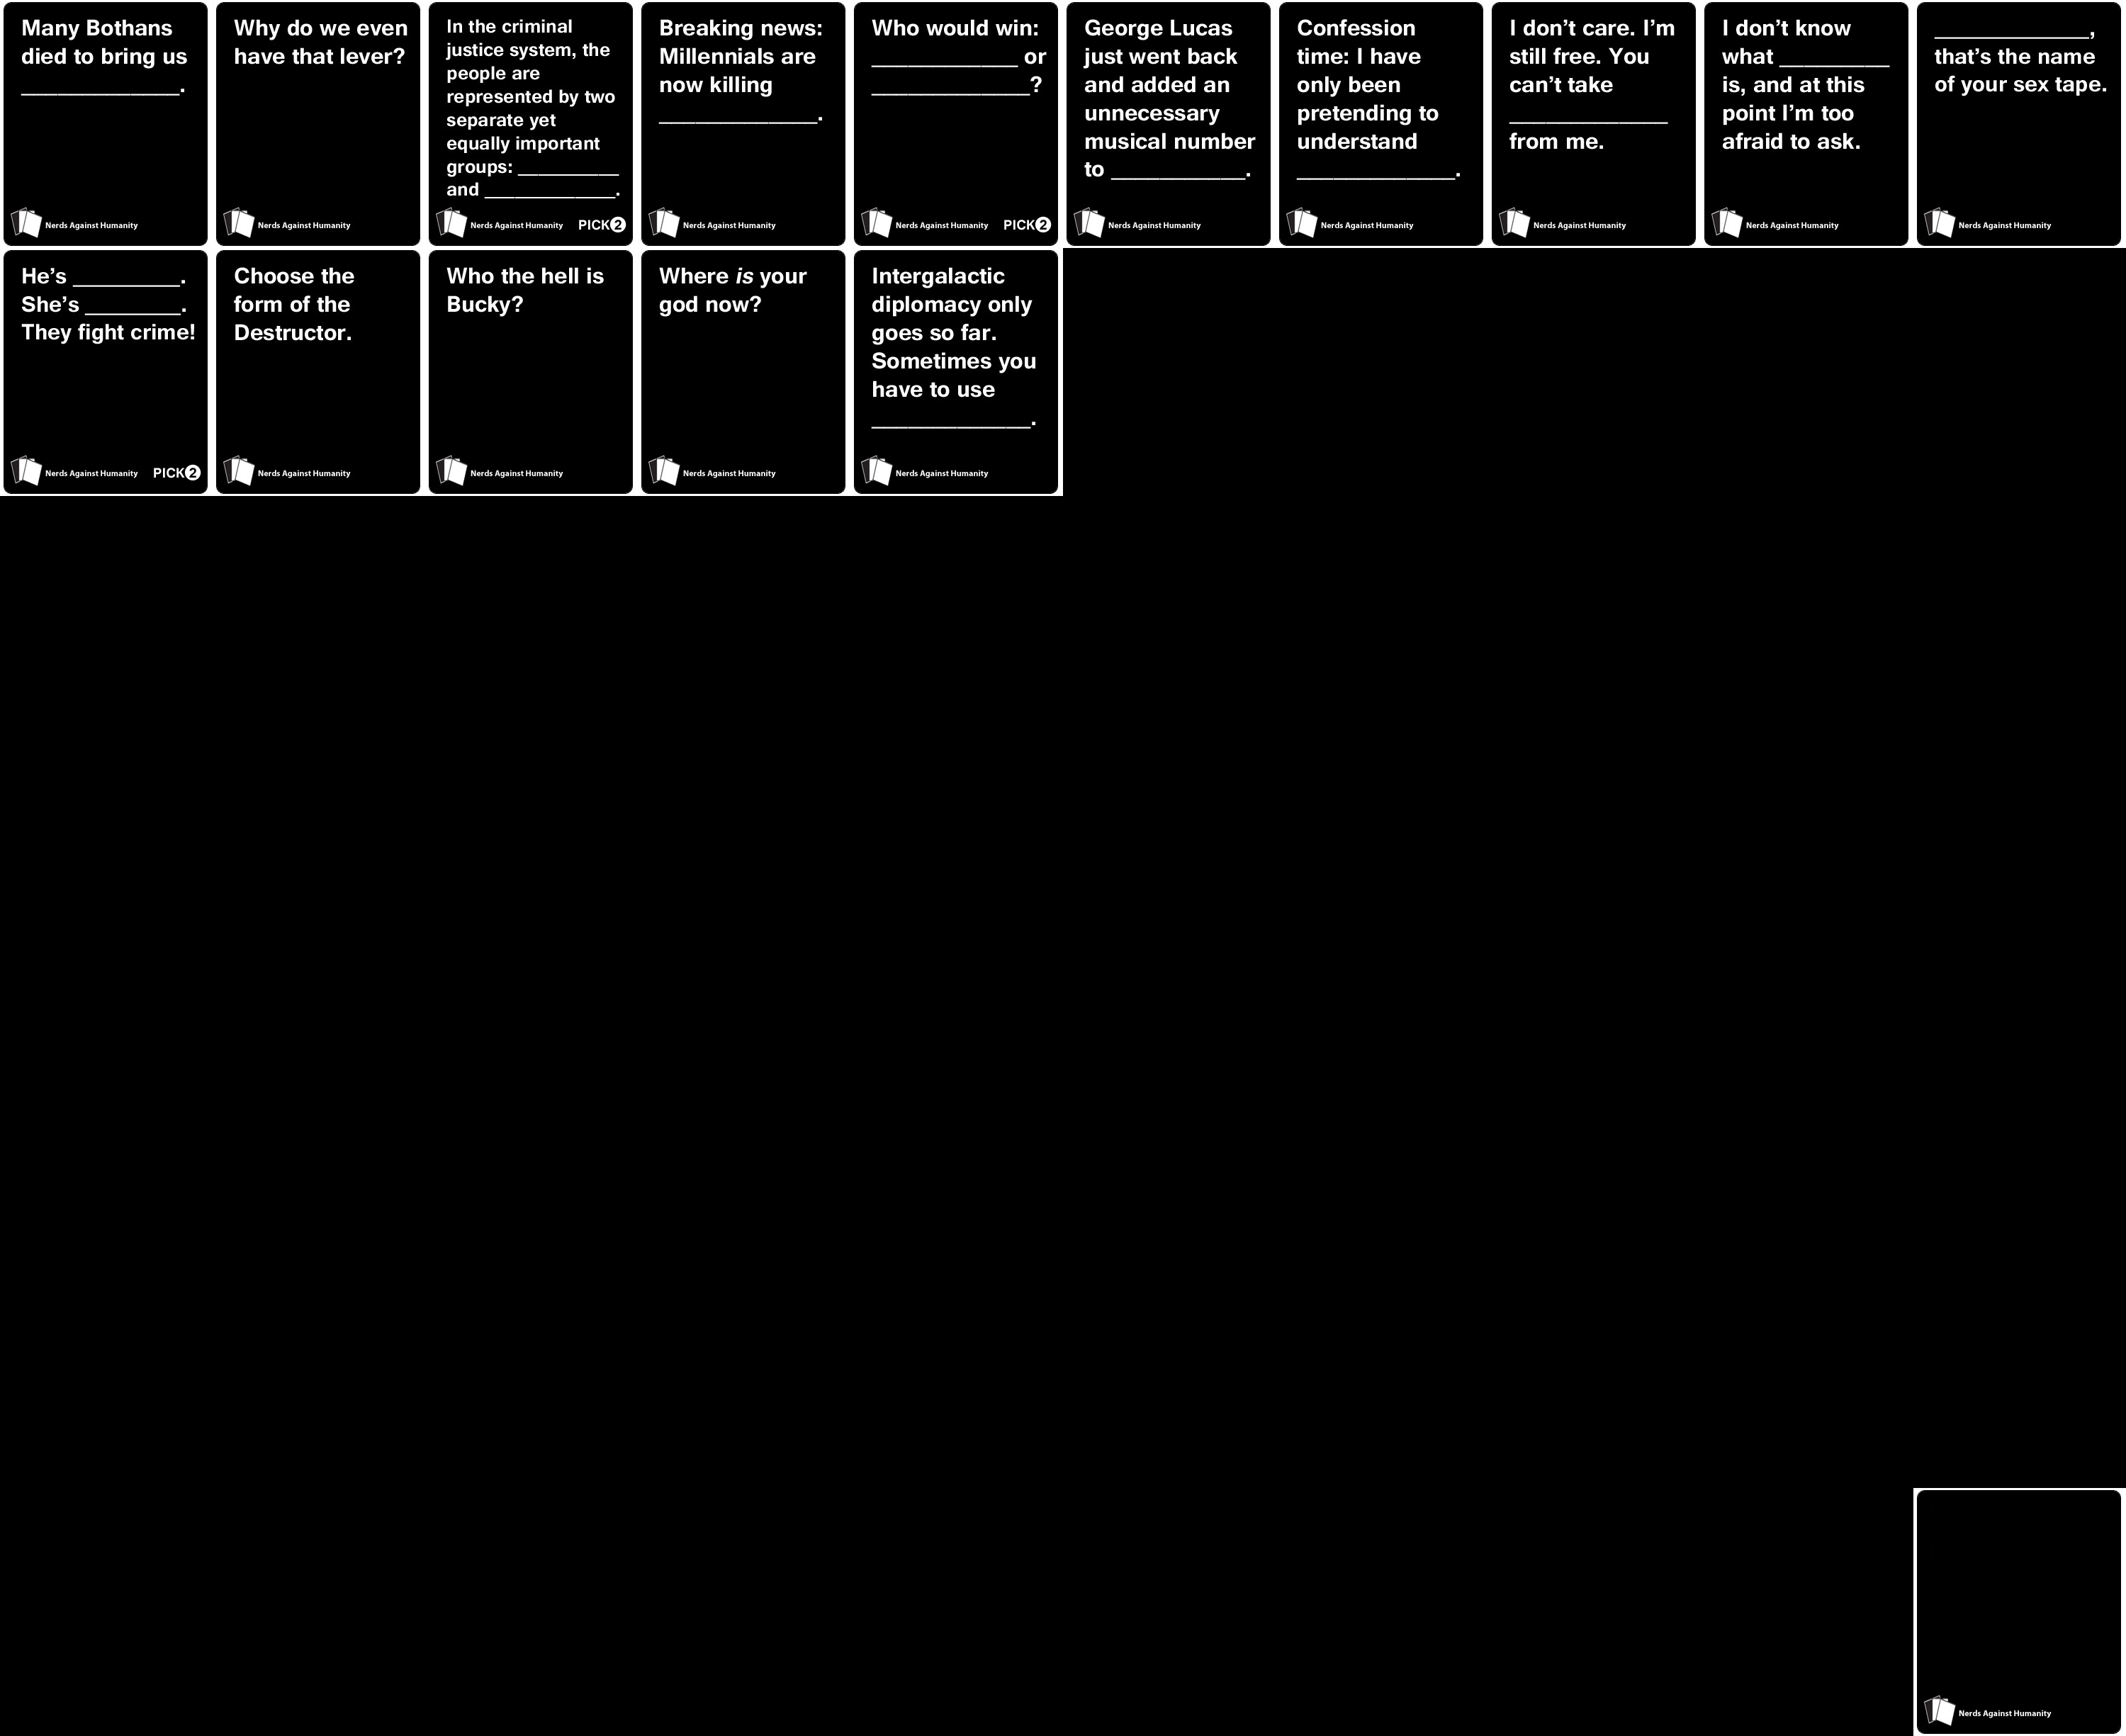 Many Bothans
died to bring us
_____________.
Nerds Against Humanity
Why do we even
have that lever?
Nerds Against Humanity
In the criminal
justice system, the
people are
represented by two
separate yet
equally important
groups: __________
and _____________.
Nerds Against Humanity PICK 2
Breaking news:
Millennials are
now killing
_____________.
Nerds Against Humanity
Who would win:
____________ or
_____________?
Nerds Against Humanity PICK 2
George Lucas
just went back
and added an
unnecessary
musical number
to ___________.
Nerds Against Humanity
Confession
time: I have
only been
pretending to
understand
_____________.
Nerds Against Humanity
I don’t care. I’m
still free. You
can’t take
_____________
from me.
Nerds Against Humanity
I don’t know
what _________
is, and at this
point I’m too
afraid to ask.
Nerds Against Humanity
_____________,
that’s the name
of your sex tape.
Nerds Against Humanity
He’s _________.
She’s ________.
They fight crime!
Nerds Against Humanity PICK 2
Choose the
form of the
Destructor.
Nerds Against Humanity
Who the hell is
Bucky?
Nerds Against Humanity
Where is your
god now?
Nerds Against Humanity
Intergalactic
diplomacy only
goes so far.
Sometimes you
have to use
_____________.
Nerds Against Humanity
Nerds Against Humanity